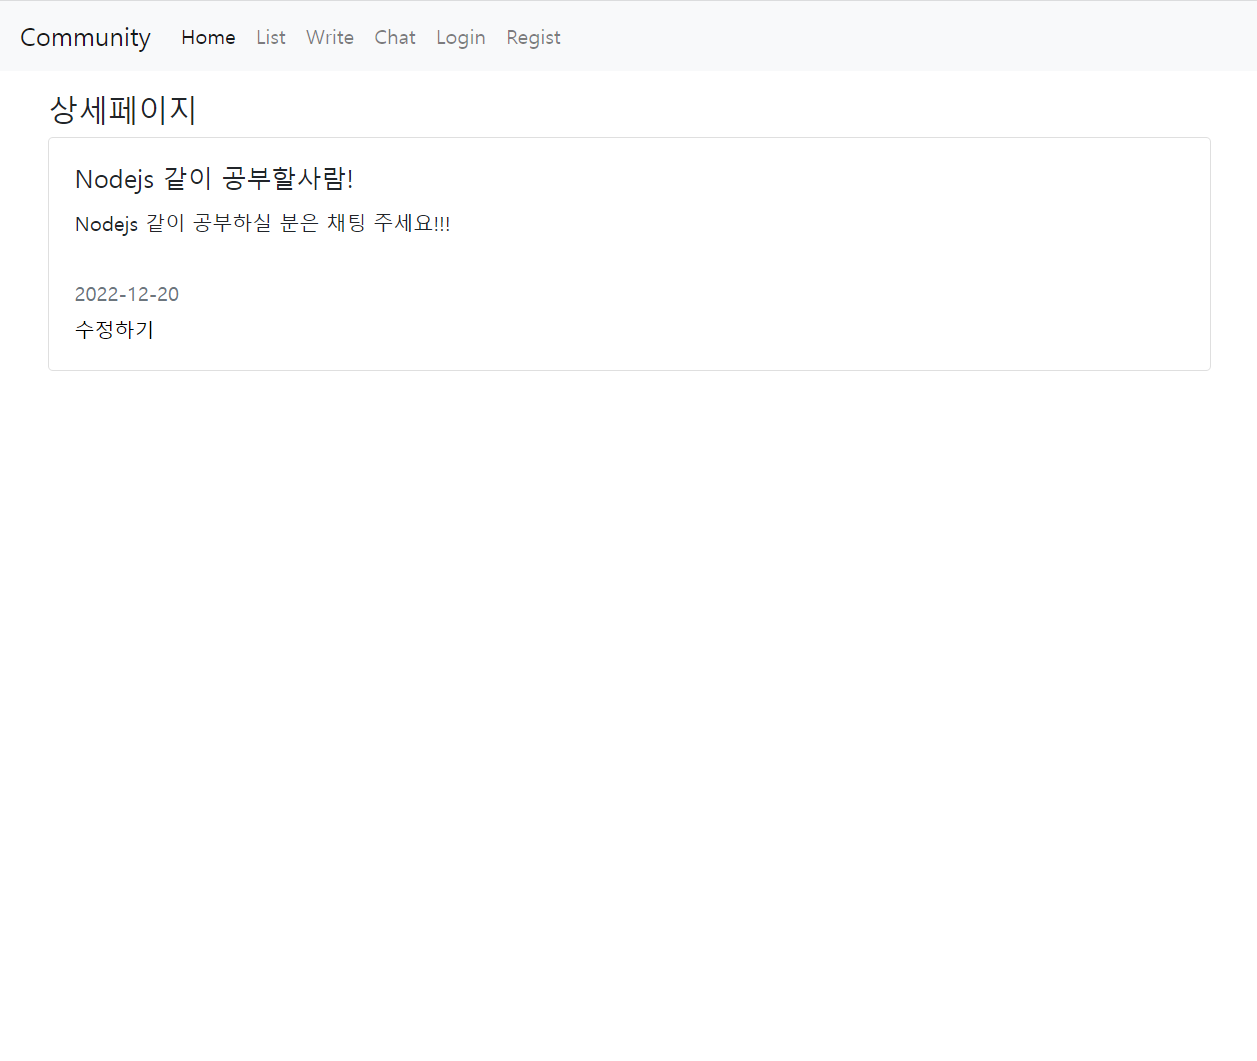 Community Home List Write Chat Login Regist
상세페이지
Nodejs 같이 공부할사람!
Nodejs 같이 공부하실 분은 채팅 주세요!!!
2022-12-20
수정하기